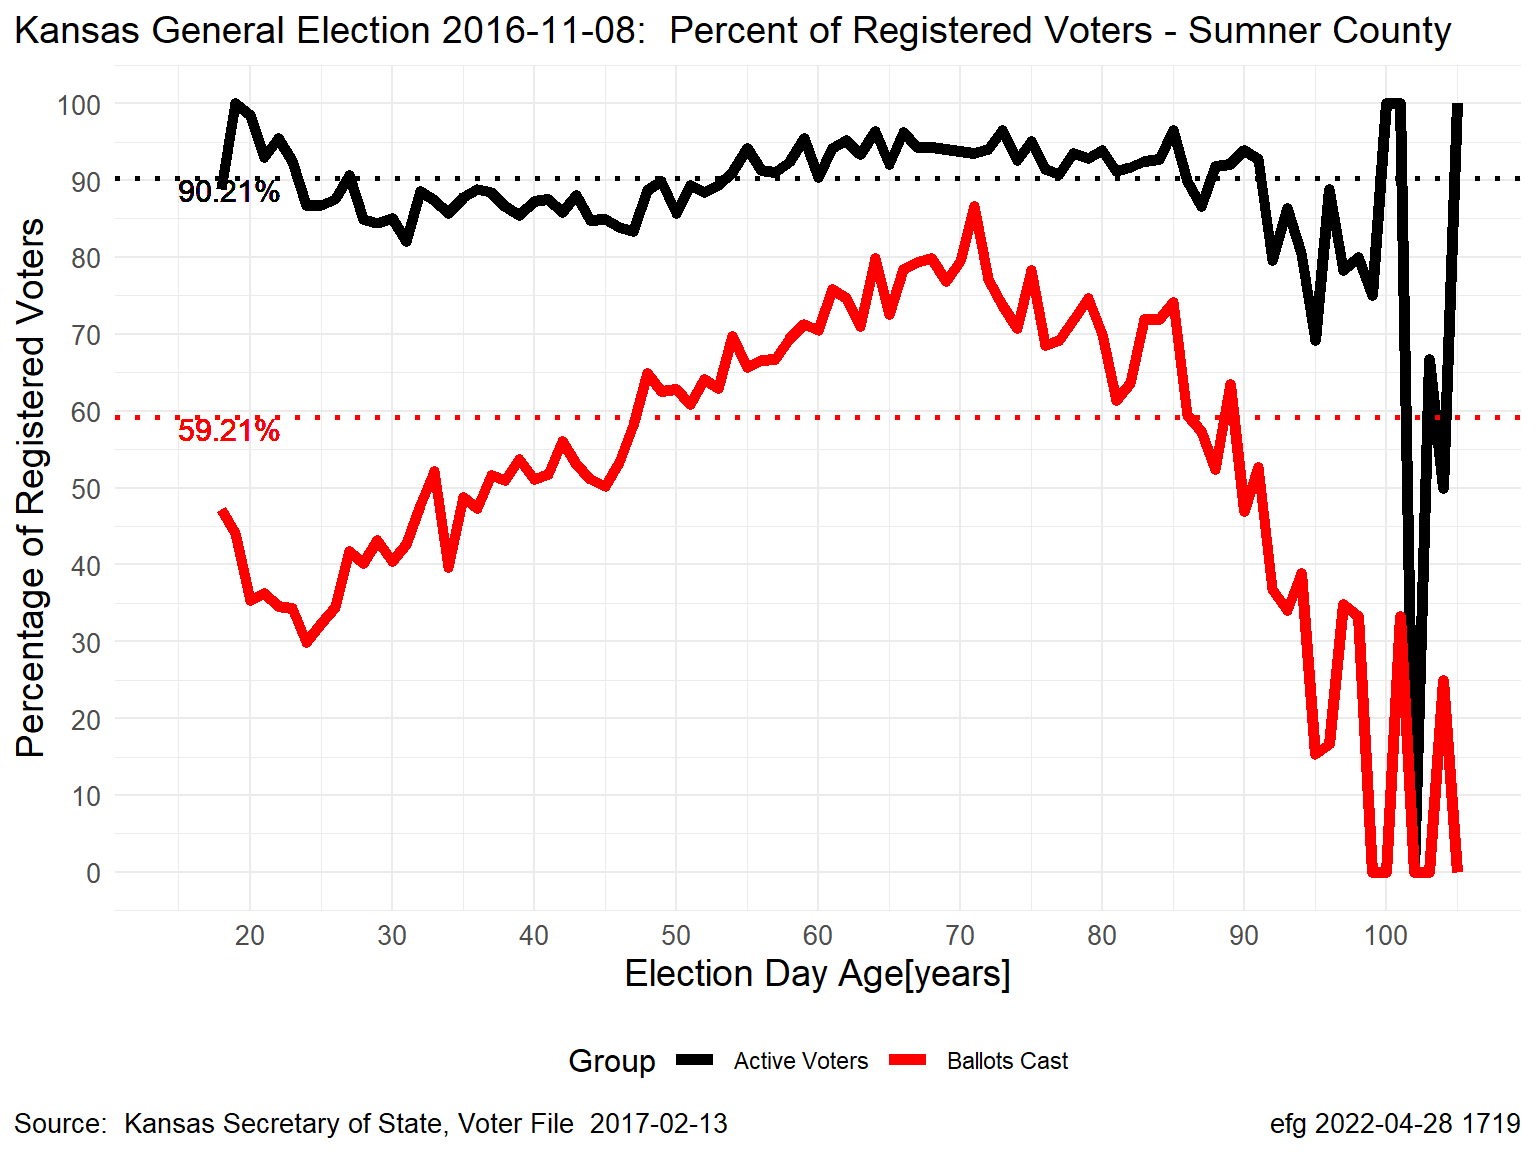 Kansas General Election 2016-11-08:  Percent of Registered Voters - Sumner County
Percentage of Registered Voters
100
90
80
70
60
50
40
30
20
10
0
90.21%
59.21%
20 30 40 50 60 70 80 90 100
Election Day Age[years]
Group Active Voters Ballots Cast
Source:  Kansas Secretary of State, Voter File  2017-02-13
efg 2022-04-28 1719